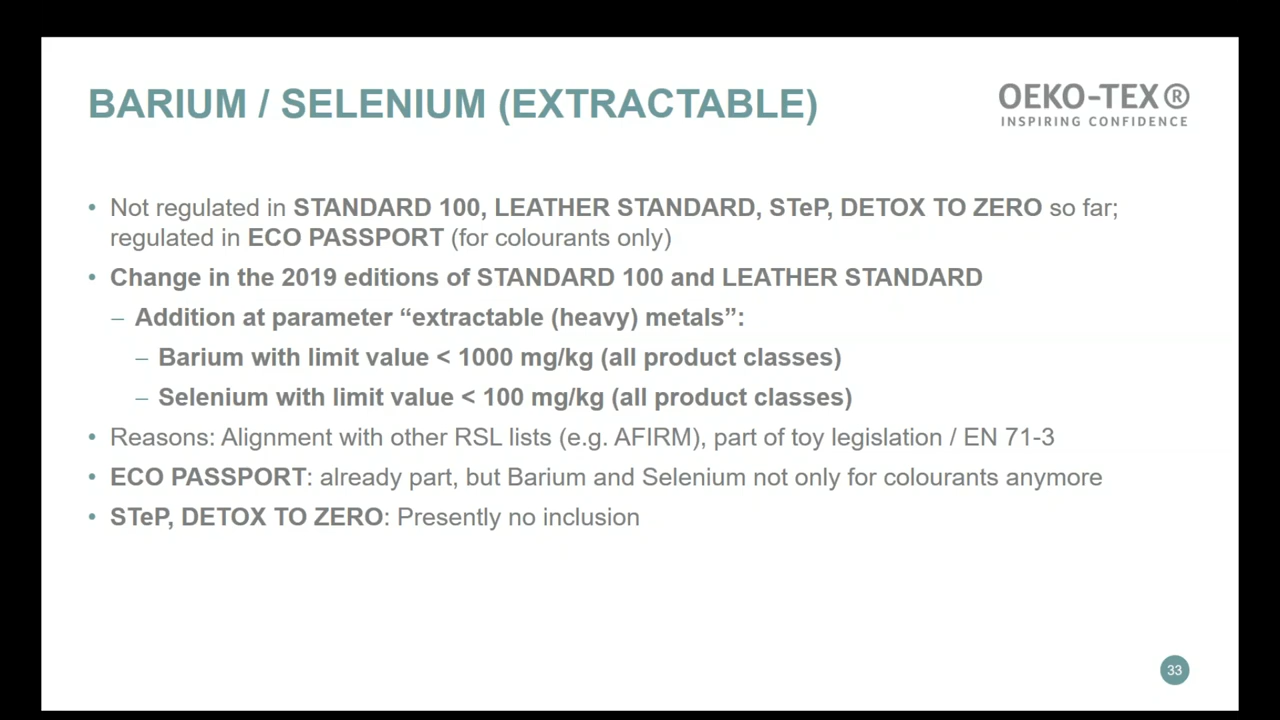 BARIUM / SELENIUM (EXTRACTABLE)
OEKO-TEX®
INSPIRING CONFIDENCE
• Not regulated in STANDARD 100, LEATHER STANDARD, STeP, DETOX TO ZERO so far;
regulated in ECO PASSPORT (for colourants only)
• Change in the 2019 editions of STANDARD 100 and LEATHER STANDARD
– Addition at parameter “extractable (heavy) metals”:
– Barium with limit value < 1000 mg/kg (all product classes)
– Selenium with limit value < 100 mg/kg (all product classes)
• Reasons: Alignment with other RSL lists (e.g. AFIRM), part of toy legislation / EN 71-3
• ECO PASSPORT: already part, but Barium and Selenium not only for colourants anymore
• STeP, DETOX TO ZERO: Presently no inclusion
33